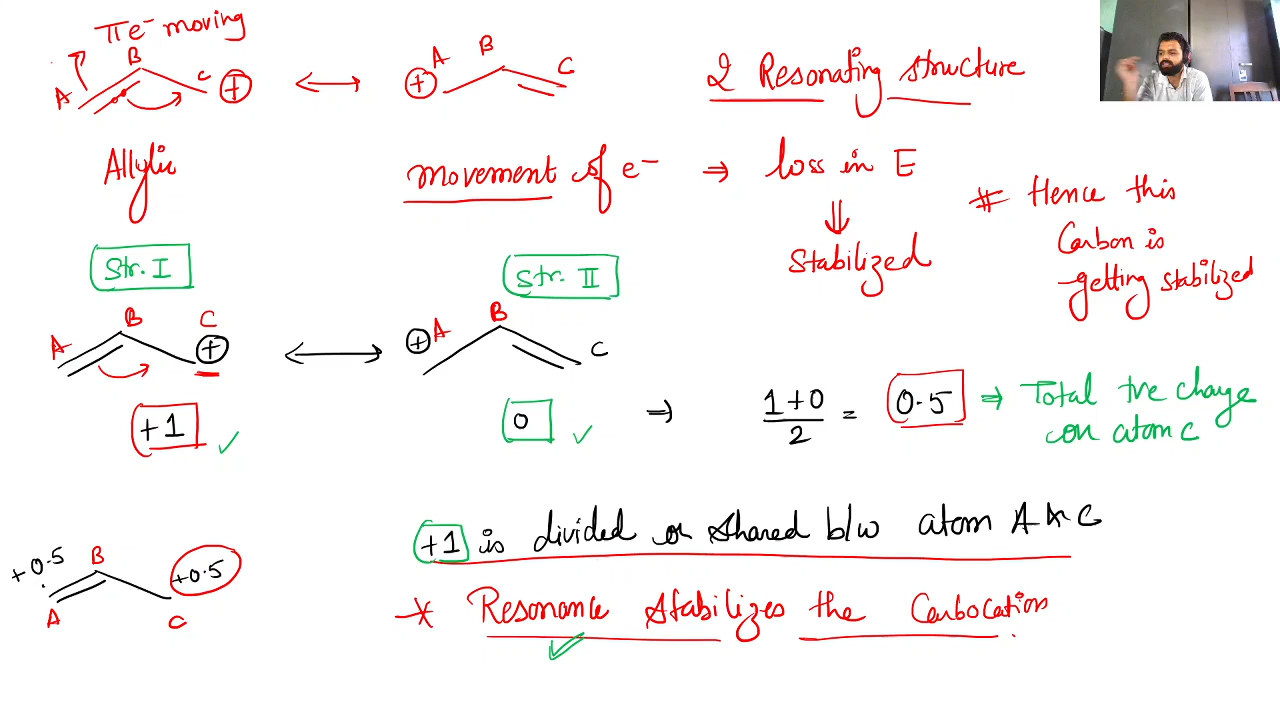 πe⁻ moving
A B C ⊕ ⟷ ⊕ A B C
2 Resonating structure
Allylic
movement of e⁻ ⇒ loss in E
⇓
Stabilized
# Hence this
Carbon is
getting stabilized
Str. I
Str. II
A B C ⊕ ⟷ ⊕ A B C
+1 ✓
0 ✓
⇒ 1+0/2 = 0.5 ⇒ Total +ve charge
on atom C
+0.5 A B C +0.5
+1 is divided or shared b/w atom A & C
* Resonance Stabilizes the Carbocation
✓